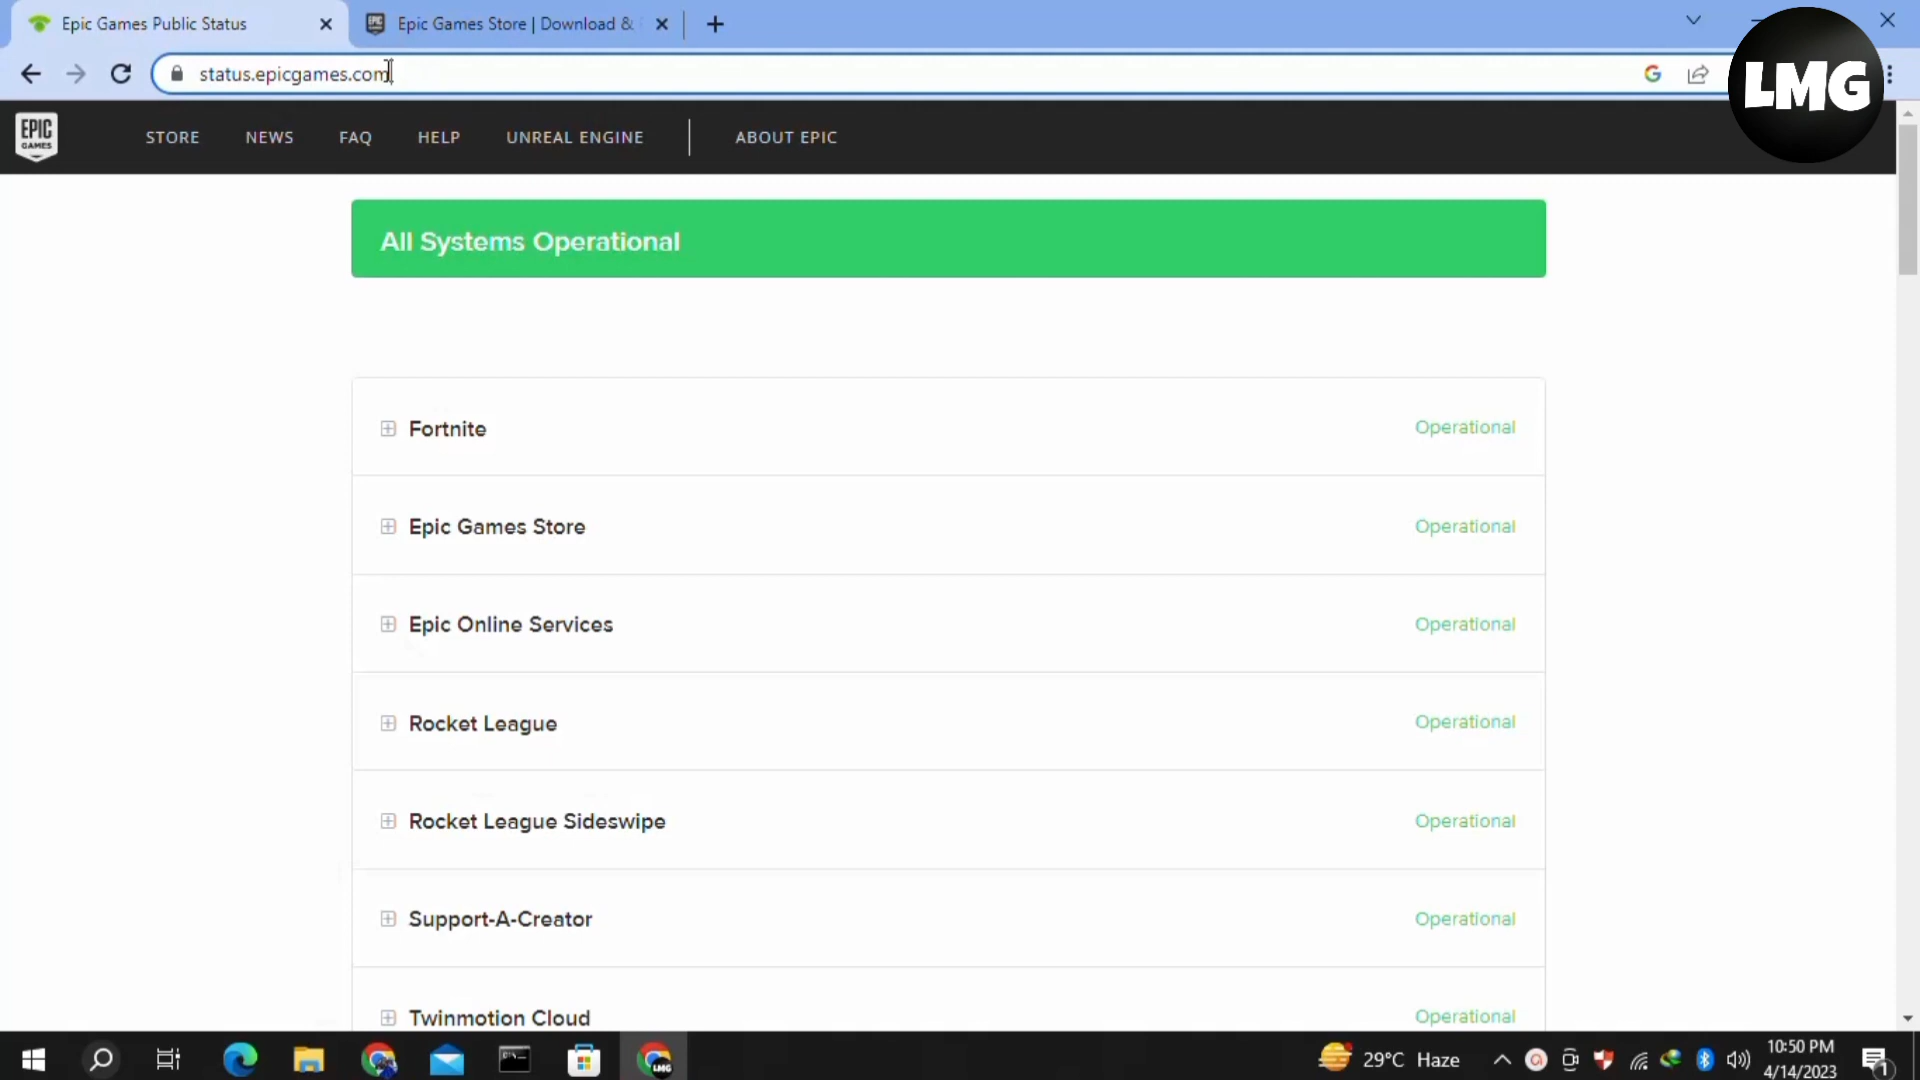 Epic Games Public Status
Epic Games Store | Download &
status.epicgames.com
LMG
EPIC GAMES
STORE NEWS FAQ HELP UNREAL ENGINE ABOUT EPIC
All Systems Operational
Fortnite Operational
Epic Games Store Operational
Epic Online Services Operational
Rocket League Operational
Rocket League Sideswipe Operational
Support-A-Creator Operational
Twinmotion Cloud Operational
LMG
29°C Haze
10:50 PM
4/14/2023
1